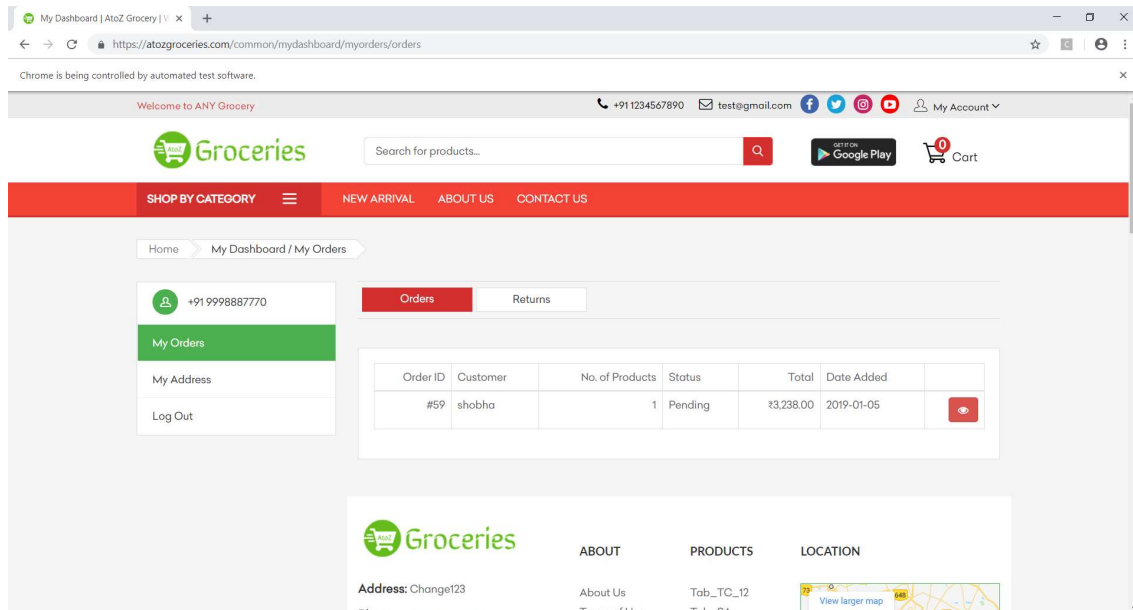 My Dashboard | AtoZ Grocery | V
https://atozgroceries.com/common/mydashboard/myorders/orders
Chrome is being controlled by automated test software.
Welcome to ANY Grocery +91 1234567890 test@gmail.com My Account
AtoZ Groceries Search for products... GET IT ON Google Play 0 Cart
SHOP BY CATEGORY NEW ARRIVAL ABOUT US CONTACT US
Home My Dashboard / My Orders
+91 9998887770
My Orders
My Address
Log Out
Orders Returns
Order ID Customer No. of Products Status Total Date Added
#59 shobha 1 Pending ₹3,238.00 2019-01-05
AtoZ Groceries
Address: Change123
ABOUT
About Us
PRODUCTS
Tab_TC_12
LOCATION
View larger map
648